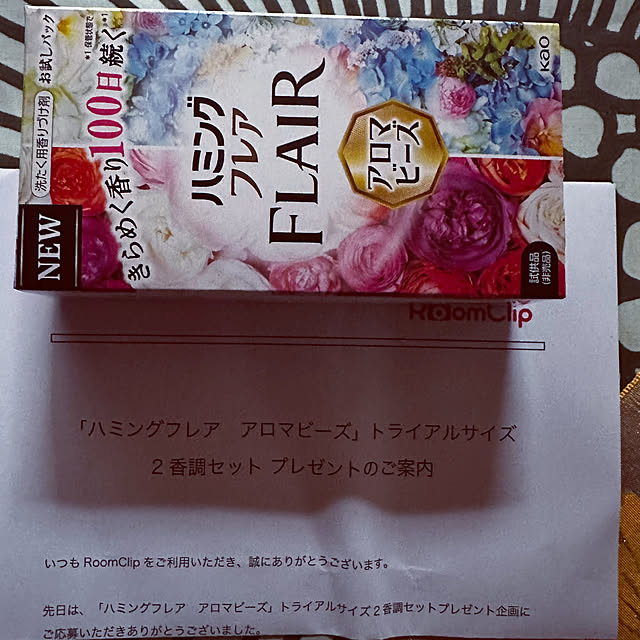 NEW
洗たく用香りづけ剤 お試しパック
きらめく香り100日続く*1
*1 保管状態で
ハミング
フレア
FLAIR
アロマ
ビーズ
Kao
試供品
(非売品)
RoomClip
「ハミングフレア アロマビーズ」トライアルサイズ
2香調セット プレゼントのご案内
いつも RoomClip をご利用いただき、誠にありがとうございます。
先日は、「ハミングフレア アロマビーズ」トライアルサイズ2香調セットプレゼント企画に
ご応募いただきありがとうございました。